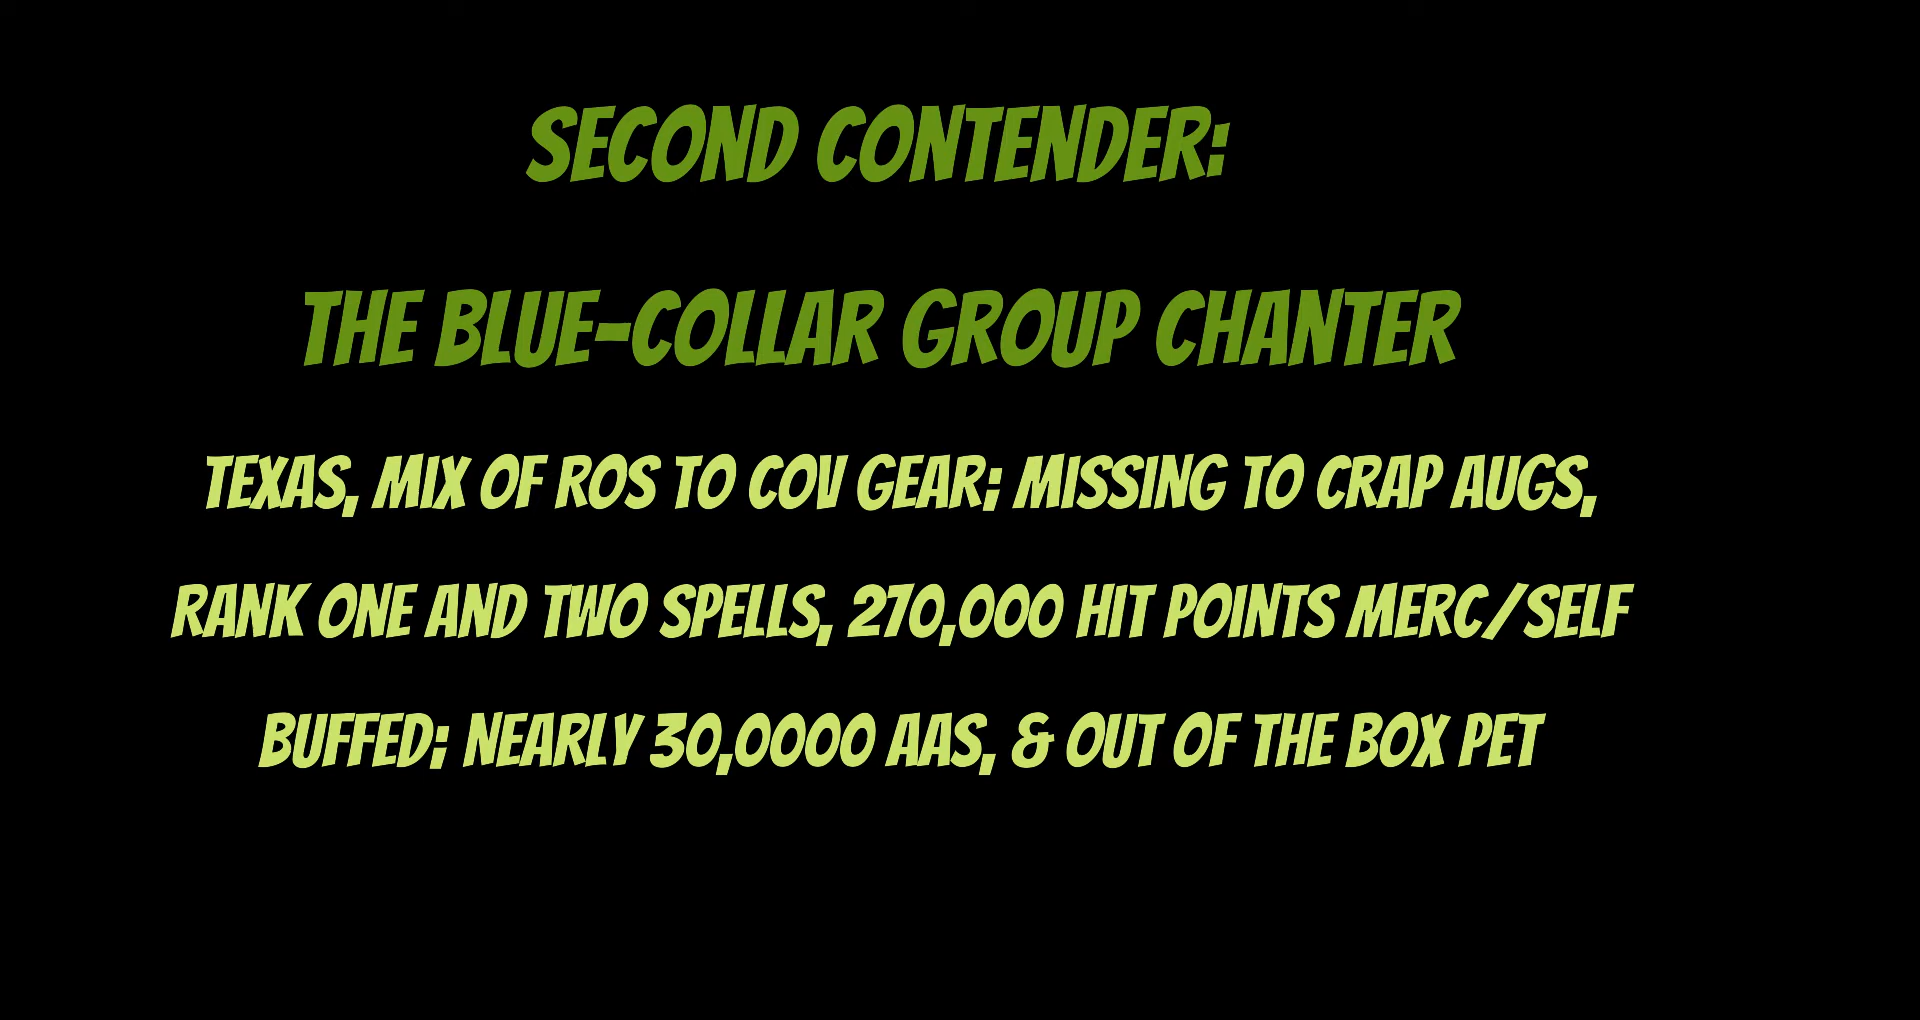 SECOND CONTENDER:
THE BLUE-COLLAR GROUP CHANTER
TEXAS, MIX OF ROS TO COV GEAR; MISSING TO CRAP AUGS,
RANK ONE AND TWO SPELLS, 270,000 HIT POINTS MERC/SELF
BUFFED; NEARLY 30,0000 AAS, & OUT OF THE BOX PET